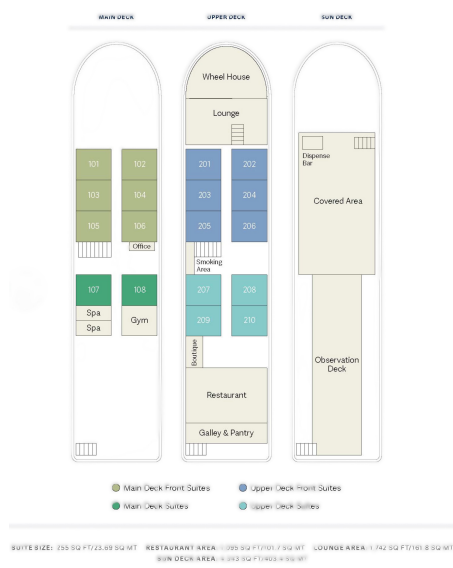 MAIN DECK
UPPER DECK
SUN DECK
Wheel House
Lounge
Dispense
Bar
101 102 201 202
103 104 203 204
Covered Area
105 106 205 206
Office
Smoking
Area
107 108 207 208
Spa
Gym
Spa
209 210
Boutique
Observation
Deck
Restaurant
Galley & Pantry
Main Deck Front Suites
Upper Deck Front Suites
Main Deck Suites
Upper Deck Suites
SUITE SIZE: 255 SQ FT/23.69 SQ MT RESTAURANT AREA: 1,095 SQ FT/101.7 SQ MT LOUNGE AREA: 1,742 SQ FT/161.8 SQ MT
SUN DECK AREA: SQ MT